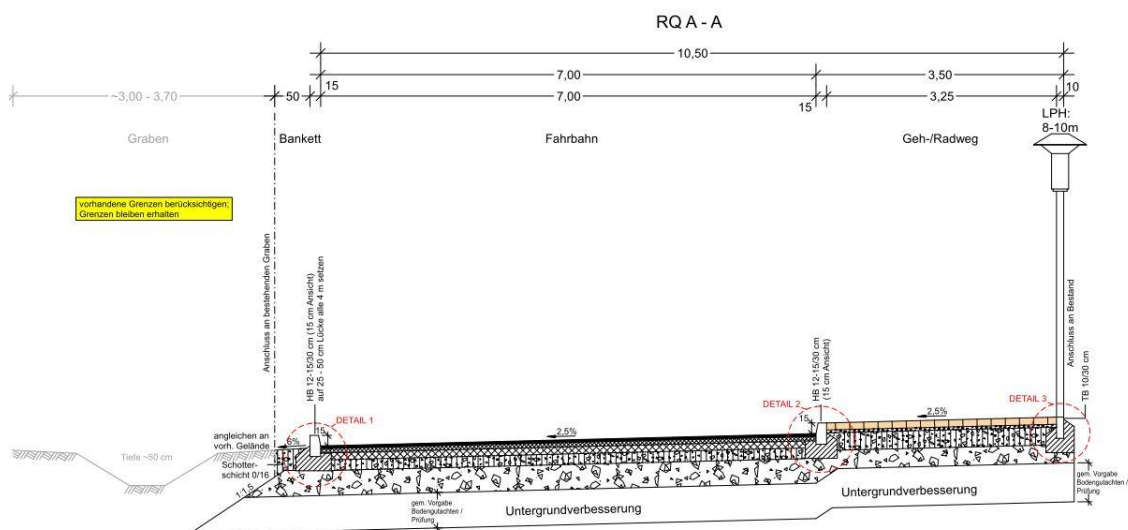 RQ A - A
10,50
7,00
3,50
15
10
~3,00 - 3,70
50
7,00
15
3,25
LPH:
8-10m
Graben
Bankett
Fahrbahn
Geh-/Radweg
vorhandene Grenzen berücksichtigen;
Grenzen bleiben erhalten
Anschluss an bestehenden Graben
HB 12-15/30 cm (15 cm Ansicht)
auf 25 - 50 cm Lücke alle 4 m setzen
HB 12-15/30 cm
(15 cm Ansicht)
Anschluss an Bestand
TB 10/30 cm
DETAIL 1
DETAIL 2
DETAIL 3
angleichen an
vorh. Gelände
6%
15
2,5%
15
2,5%
Tiefe ~50 cm
Schotter-
schicht 0/16
1:1,5
gem. Vorgabe
Bodengutachten /
Prüfung
Untergrundverbesserung
Untergrundverbesserung
gem. Vorgabe
Bodengutachten /
Prüfung